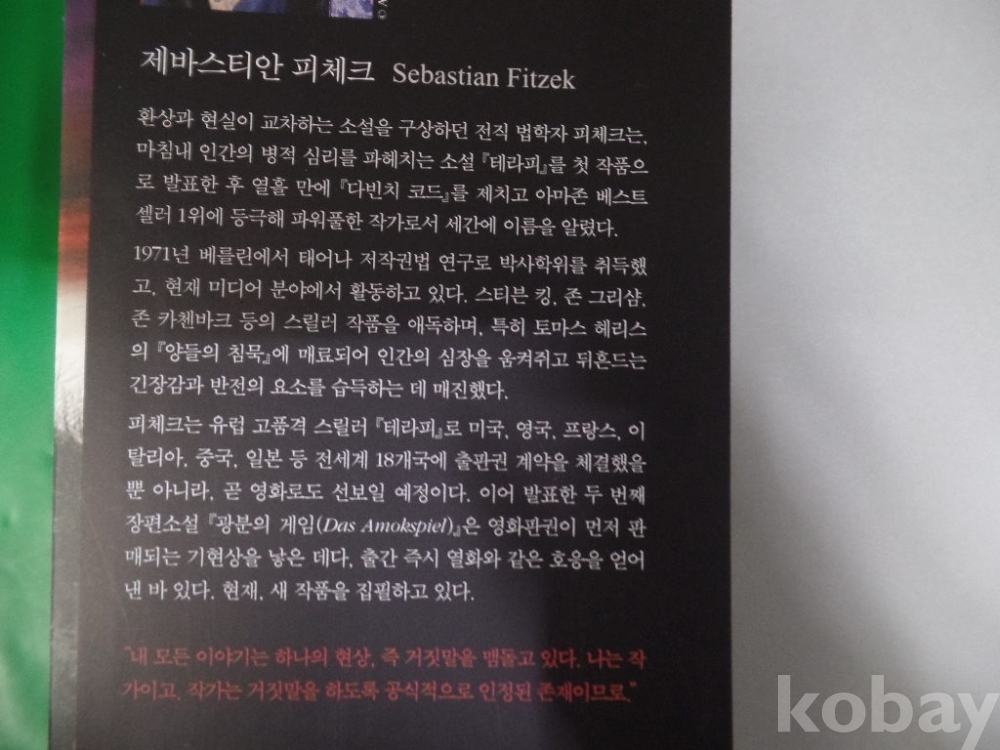 제바스티안 피체크 Sebastian Fitzek
환상과 현실이 교차하는 소설을 구상하던 전직 법학자 피체크는,
마침내 인간의 병적 심리를 파헤치는 소설 『테라피』를 첫 작품으
로 발표한 후 열흘 만에 『다빈치 코드』를 제치고 아마존 베스트
셀러 1위에 등극해 파워풀한 작가로서 세간에 이름을 알렸다.
1971년 베를린에서 태어나 저작권법 연구로 박사학위를 취득했
고, 현재 미디어 분야에서 활동하고 있다. 스티븐 킹, 존 그리샴,
존 카첸바크 등의 스릴러 작품을 애독하며, 특히 토마스 헤리스
의 『양들의 침묵』에 매료되어 인간의 심장을 움켜쥐고 뒤흔드는
긴장감과 반전의 요소를 습득하는 데 매진했다.
피체크는 유럽 고품격 스릴러 『테라피』로 미국, 영국, 프랑스, 이
탈리아, 중국, 일본 등 전세계 18개국에 출판권 계약을 체결했을
뿐 아니라, 곧 영화로도 선보일 예정이다. 이어 발표한 두 번째
장편소설 『광분의 게임(Das Amokspiel)』은 영화판권이 먼저 판
매되는 기현상을 낳은 데다, 출간 즉시 열화와 같은 호응을 얻어
낸 바 있다. 현재, 새 작품을 집필하고 있다.
"내 모든 이야기는 하나의 현상, 즉 거짓말을 맴돌고 있다. 나는 작
가이고, 작가는 거짓말을 하도록 공식적으로 인정된 존재이므로."
kobay